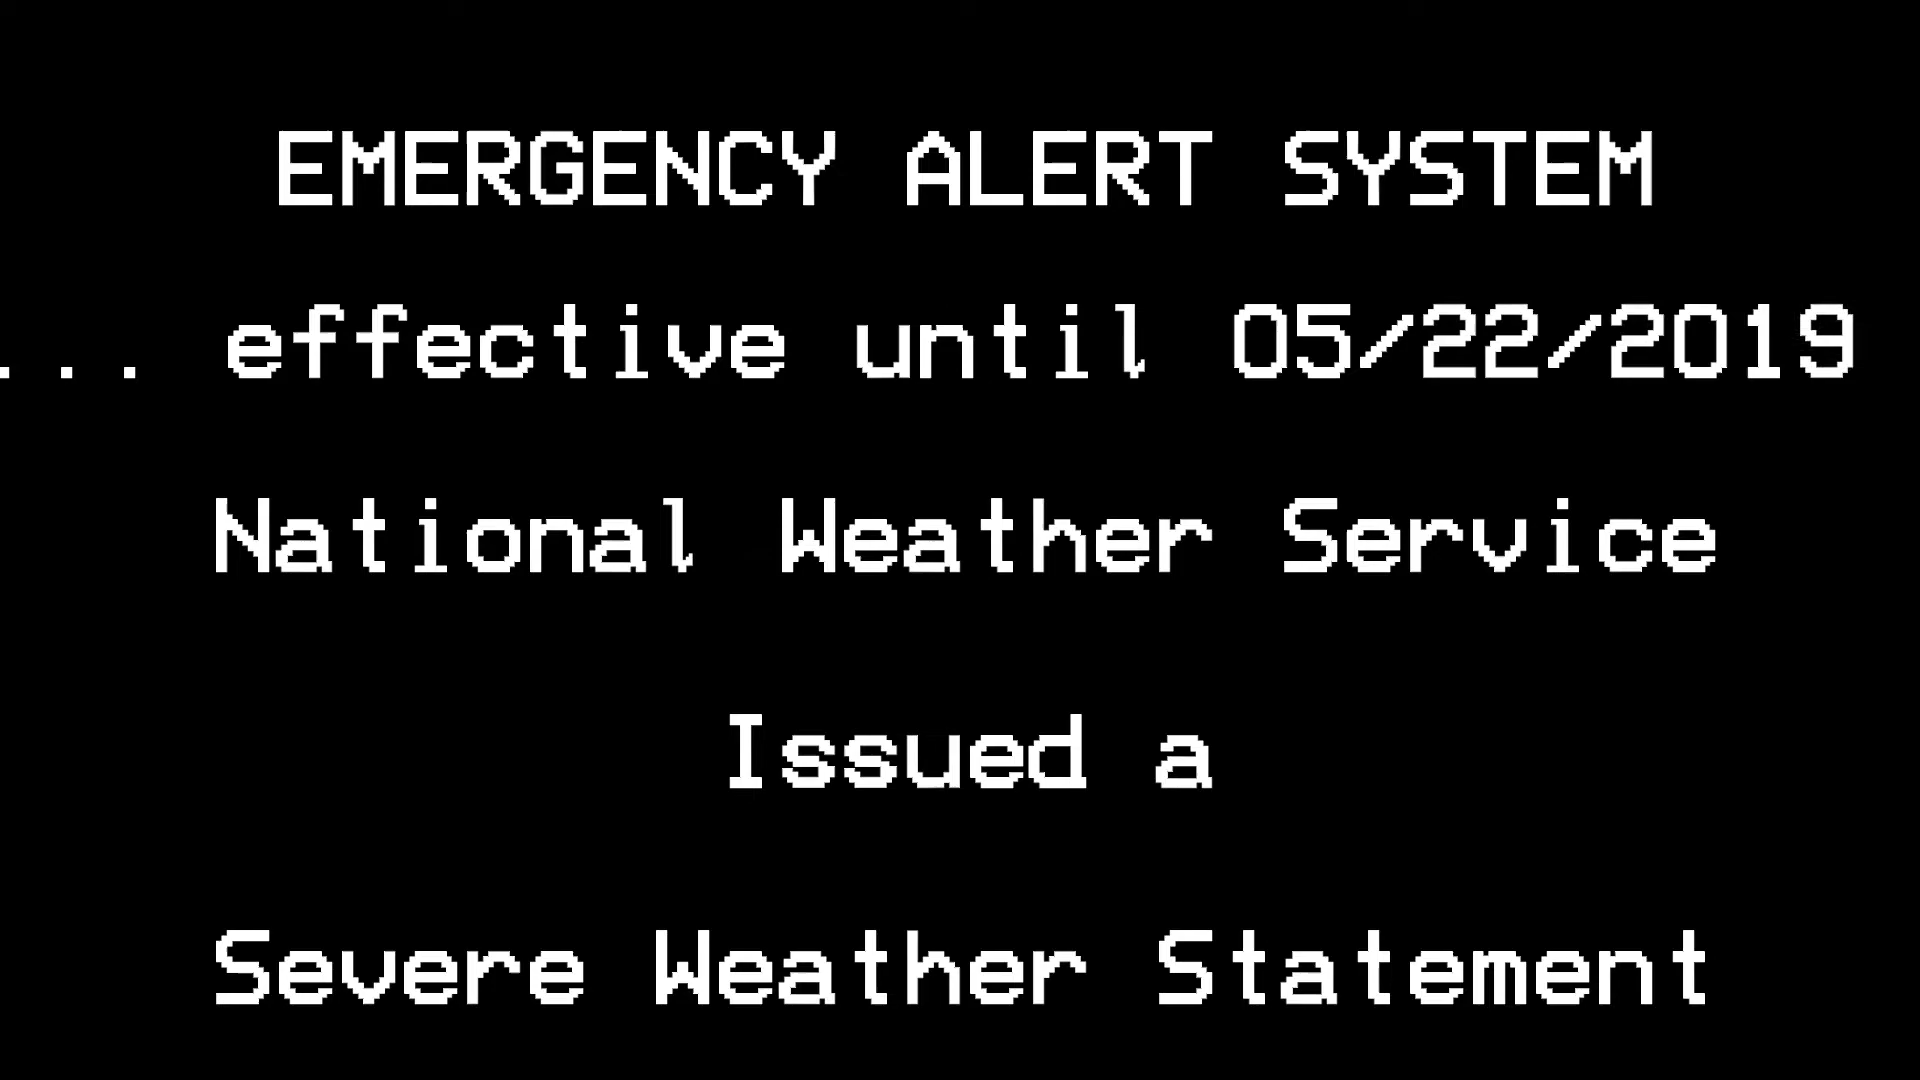 EMERGENCY ALERT SYSTEM
... effective until 05/22/2019
National Weather Service
Issued a
Severe Weather Statement